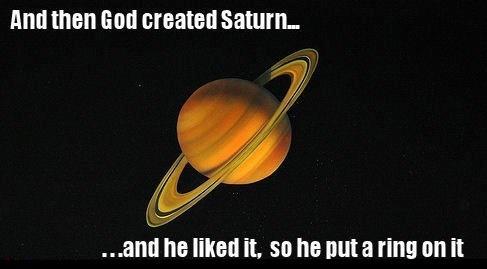 And then God created Saturn...
. . .and he liked it, so he put a ring on it